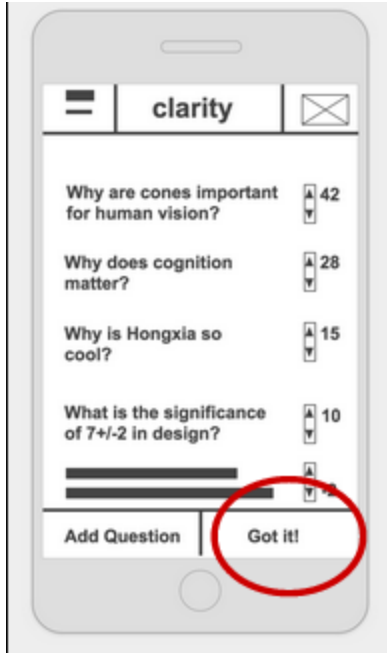 clarity
Why are cones important
for human vision?
42
Why does cognition
matter?
28
Why is Hongxia so
cool?
15
What is the significance
of 7+/-2 in design?
10
-2
Add Question
Got it!